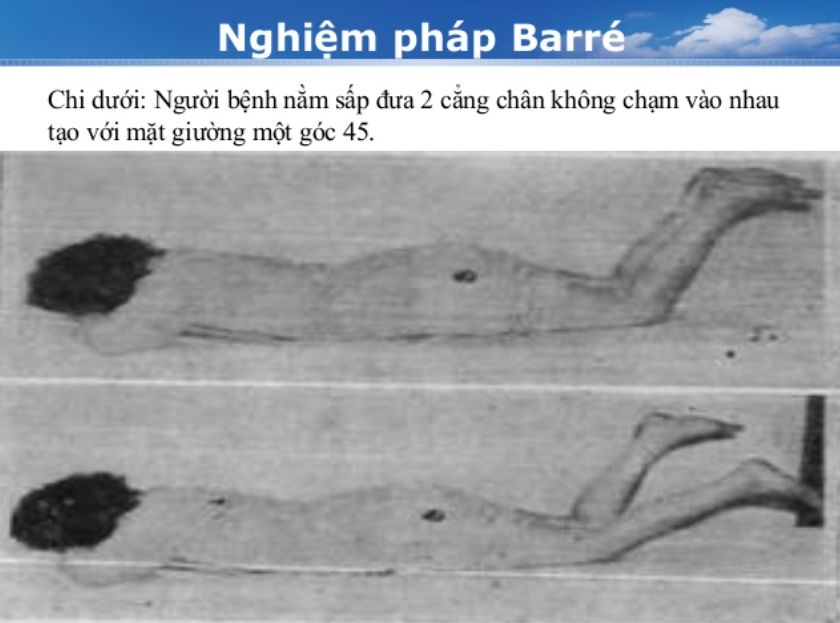 Nghiệm pháp Barré
Chi dưới: Người bệnh nằm sấp đưa 2 cẳng chân không chạm vào nhau
tạo với mặt giường một góc 45.